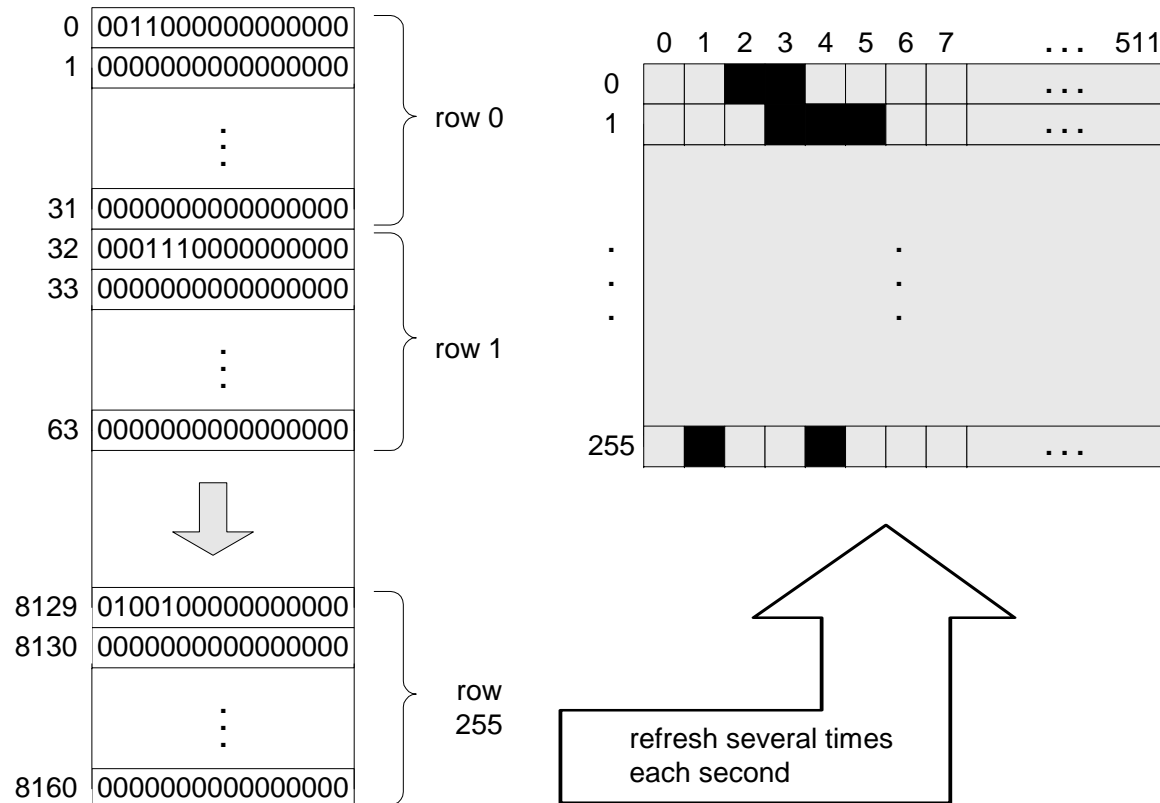 0 0011000000000000
1 0000000000000000
.
.
.
row 0
31 0000000000000000
32 0001110000000000
33 0000000000000000
.
.
.
row 1
63 0000000000000000
8129 0100100000000000
8130 0000000000000000
.
.
.
row
255
8160 0000000000000000
0 1 2 3 4 5 6 7 . . . 511
0 . . .
1 . . .
. .
. .
. .
255 . . .
refresh several times
each second